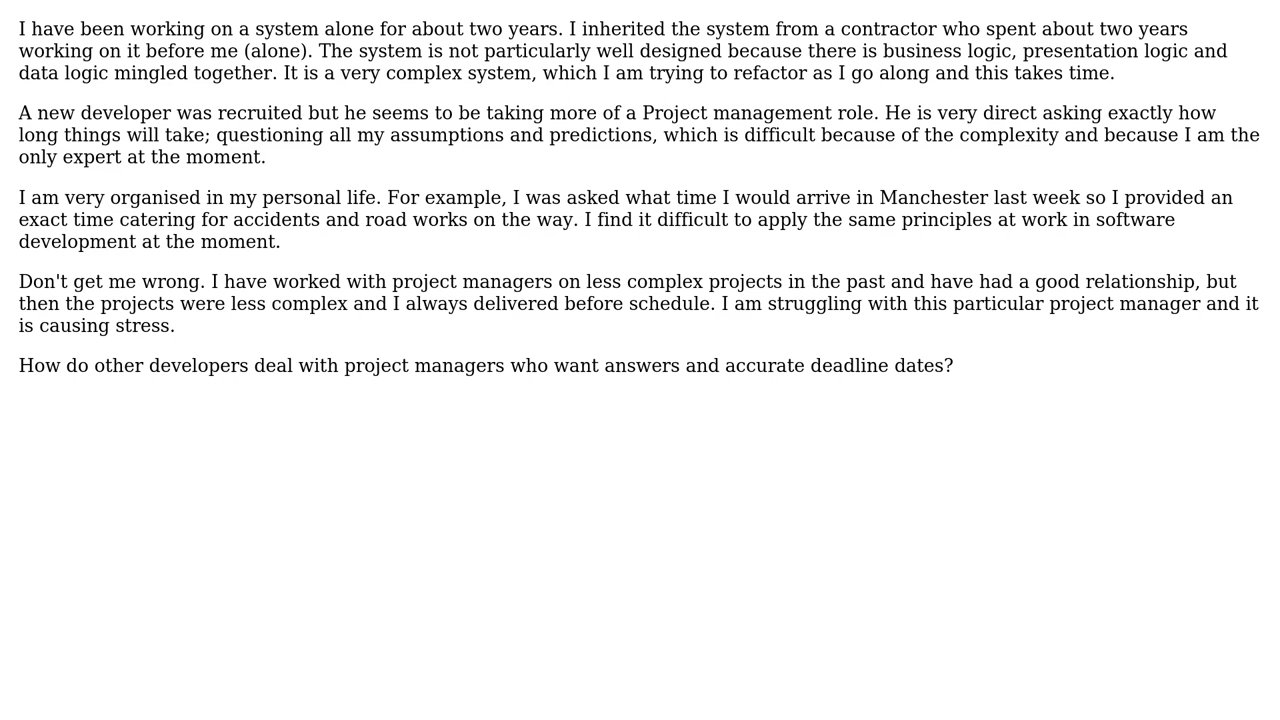 I have been working on a system alone for about two years. I inherited the system from a contractor who spent about two years
working on it before me (alone). The system is not particularly well designed because there is business logic, presentation logic and
data logic mingled together. It is a very complex system, which I am trying to refactor as I go along and this takes time.
A new developer was recruited but he seems to be taking more of a Project management role. He is very direct asking exactly how
long things will take; questioning all my assumptions and predictions, which is difficult because of the complexity and because I am the
only expert at the moment.
I am very organised in my personal life. For example, I was asked what time I would arrive in Manchester last week so I provided an
exact time catering for accidents and road works on the way. I find it difficult to apply the same principles at work in software
development at the moment.
Don't get me wrong. I have worked with project managers on less complex projects in the past and have had a good relationship, but
then the projects were less complex and I always delivered before schedule. I am struggling with this particular project manager and it
is causing stress.
How do other developers deal with project managers who want answers and accurate deadline dates?